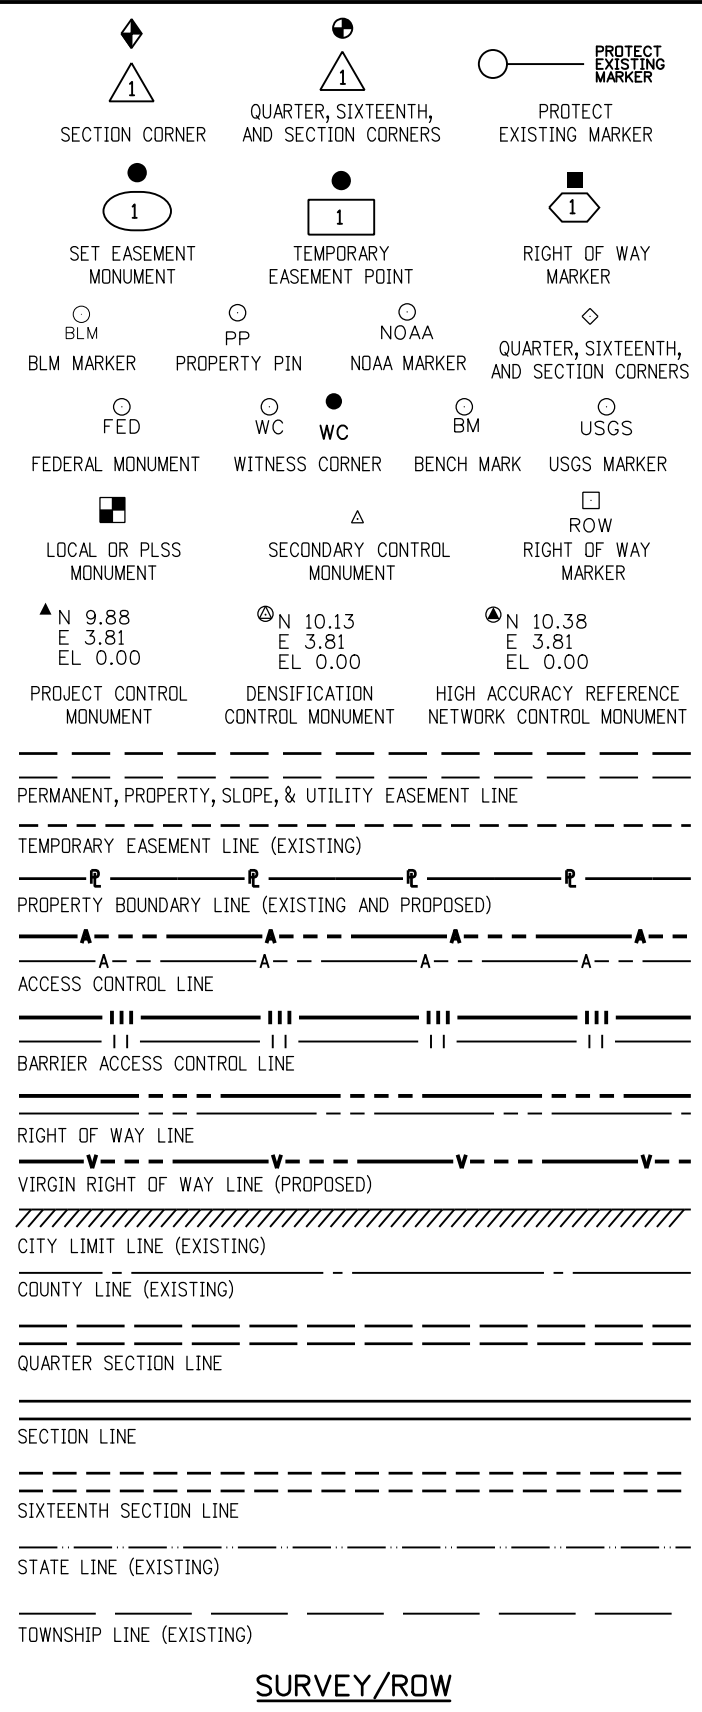 1
SECTION CORNER
1
QUARTER, SIXTEENTH,
AND SECTION CORNERS
PROTECT
EXISTING
MARKER
PROTECT
EXISTING MARKER
1
SET EASEMENT
MONUMENT
1
TEMPORARY
EASEMENT POINT
1
RIGHT OF WAY
MARKER
BLM
BLM MARKER
PP
PROPERTY PIN
NOAA
NOAA MARKER
QUARTER, SIXTEENTH,
AND SECTION CORNERS
FED
FEDERAL MONUMENT
WC WC
WITNESS CORNER
BM
BENCH MARK
USGS
USGS MARKER
LOCAL OR PLSS
MONUMENT
SECONDARY CONTROL
MONUMENT
ROW
RIGHT OF WAY
MARKER
N 9.88
E 3.81
EL 0.00
PROJECT CONTROL
MONUMENT
N 10.13
E 3.81
EL 0.00
DENSIFICATION
CONTROL MONUMENT
N 10.38
E 3.81
EL 0.00
HIGH ACCURACY REFERENCE
NETWORK CONTROL MONUMENT
PERMANENT, PROPERTY, SLOPE, & UTILITY EASEMENT LINE
TEMPORARY EASEMENT LINE (EXISTING)
PL PL PL PL
PROPERTY BOUNDARY LINE (EXISTING AND PROPOSED)
A A A A
A A A A
ACCESS CONTROL LINE
BARRIER ACCESS CONTROL LINE
RIGHT OF WAY LINE
V V V V
VIRGIN RIGHT OF WAY LINE (PROPOSED)
CITY LIMIT LINE (EXISTING)
COUNTY LINE (EXISTING)
QUARTER SECTION LINE
SECTION LINE
SIXTEENTH SECTION LINE
STATE LINE (EXISTING)
TOWNSHIP LINE (EXISTING)
SURVEY/ROW